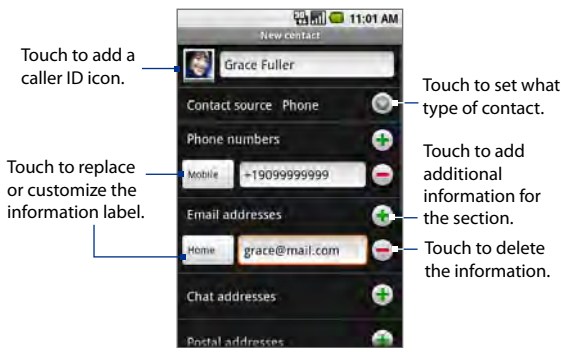 11:01 AM
New contact
Touch to add a
caller ID icon.
Grace Fuller
Contact source Phone
Touch to set what
type of contact.
Phone numbers
Mobile
+19099999999
Touch to replace
or customize the
information label.
Touch to add
additional
information for
the section.
Email addresses
Home
grace@mail.com
Touch to delete
the information.
Chat addresses
Postal addresses